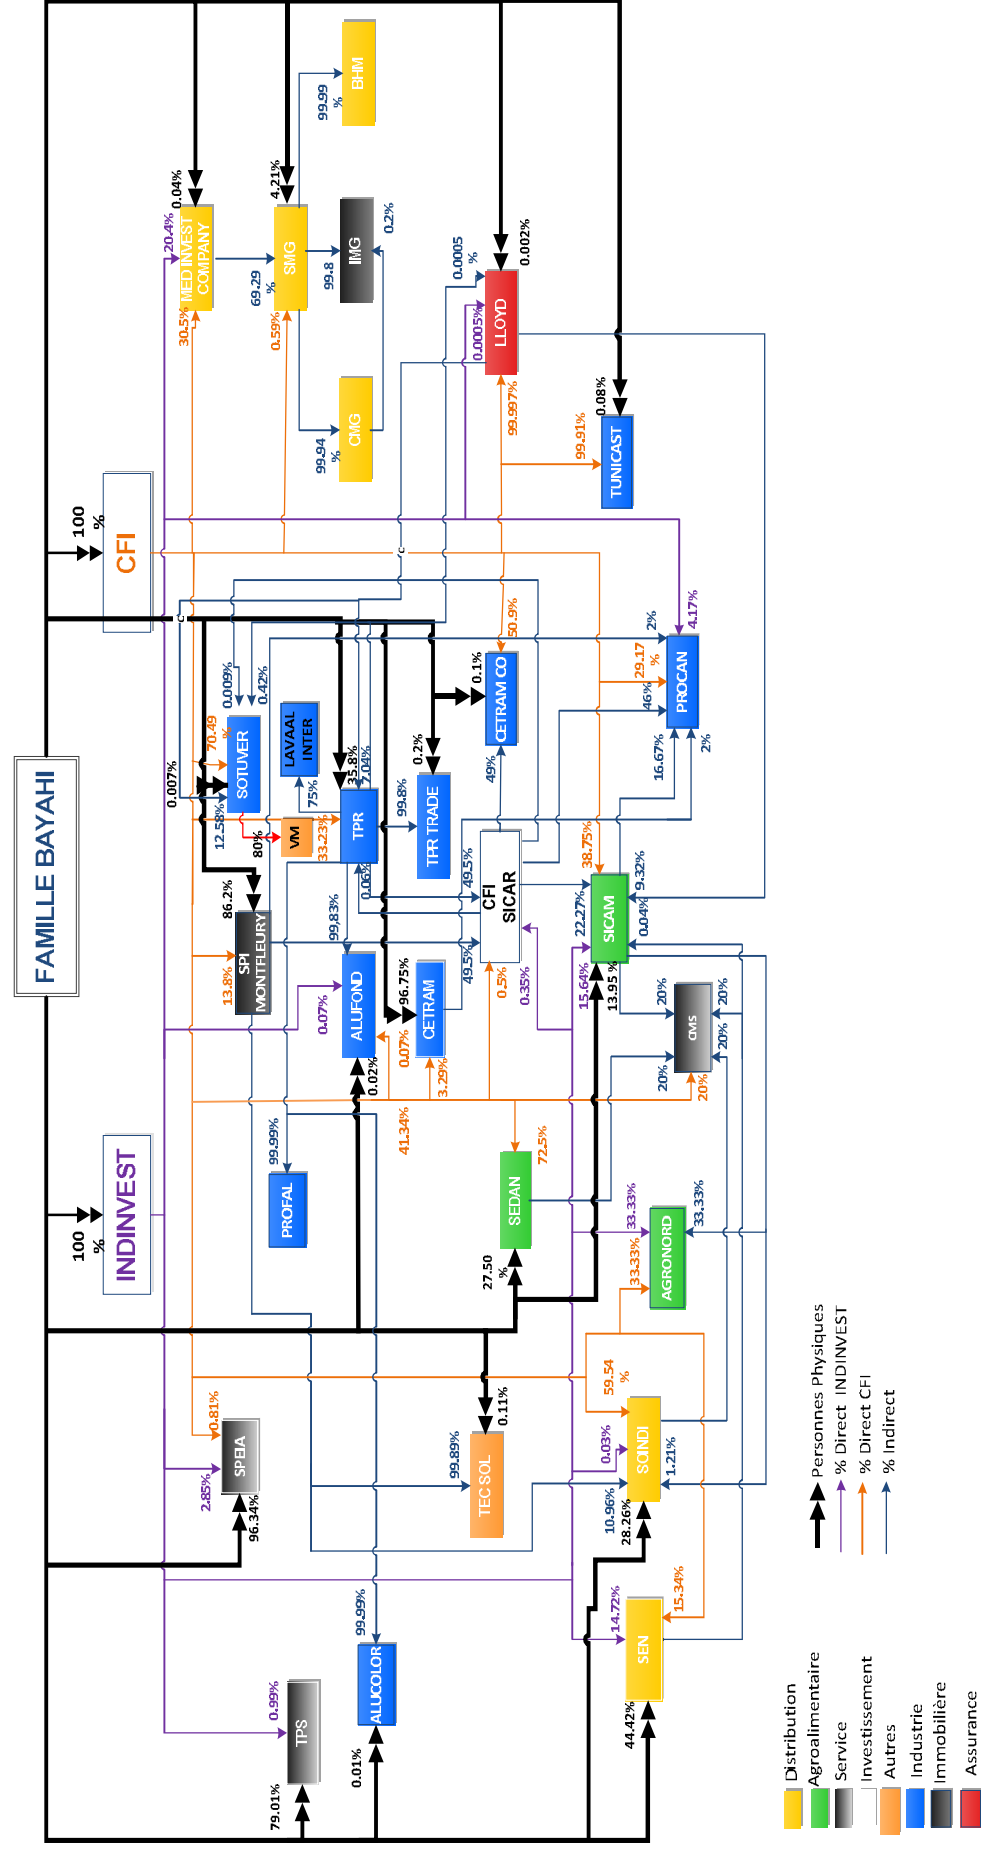 FAMILLE BAYAHI
100
%
INDINVEST
100
%
CFI
79.01%
0.99%
TPS
0.01%
99.99%
ALUCOLOR
2.85%
0.81%
96.34%
SPEIA
13.8%
86.2%
SPI
MONTFLEURY
0.007%
12.58%
70.49
%
0.009%
0.42%
SOTUVER
80%
VM
75%
LAVAAL
INTER
33.23%
35.8%
7.04%
0.06%
TPR
99.8%
0.2%
TPR TRADE
99.99%
PROFAL
99,83%
0.07%
0.02%
0.07%
ALUFOND
41.34%
96.75%
3.29%
CETRAM
49.5%
49.5%
0.5%
0.35%
CFI
SICAR
49%
50.9%
0.1%
CETRAM CO
30.5%
20.4%
0.04%
MED INVEST
COMPANY
69.29
%
0.59%
4.21%
SMG
99.94
%
CMG
99.8
0.2%
IMG
99.99
%
BHM
99.997%
0.0005%
0.0005
%
0.002%
LLOYD
99.91%
0.08%
TUNICAST
2%
29.17
%
4.17%
46%
16.67%
2%
PROCAN
38.75%
22.27%
15.64%
13.95 %
9.32%
0.04%
SICAM
20%
20%
20%
20%
20%
CMS
27.50
%
72.5%
SEDAN
33.33%
33.33%
33.33%
AGRONORD
99.89%
0.11%
TEC SOL
59.54
%
0.03%
10.96%
28.26%
1.21%
SOINDI
14.72%
15.34%
44.42%
SEN
C
C
Personnes Physiques
% Direct INDINVEST
% Direct CFI
% Indirect
Distribution
Agroalimentaire
Service
Investissement
Autres
Industrie
Immobilière
Assurance